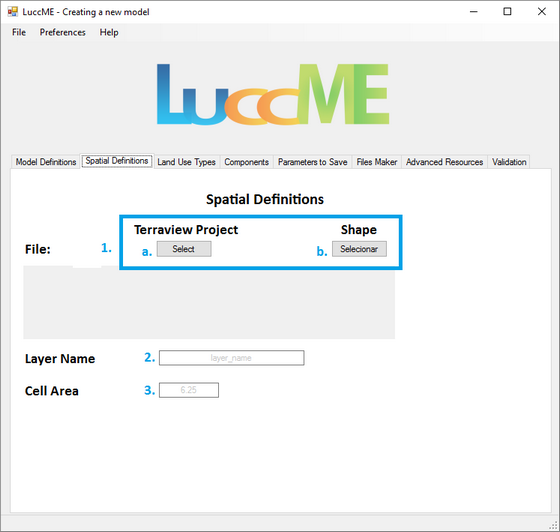 LuccME - Creating a new model
File Preferences Help
LuccME
Model Definitions Spatial Definitions Land Use Types Components Parameters to Save Files Maker Advanced Resources Validation
Spatial Definitions
Terraview Project Shape
File: 1. a. Select b. Selecionar
Layer Name 2. layer_name
Cell Area 3. 6.25